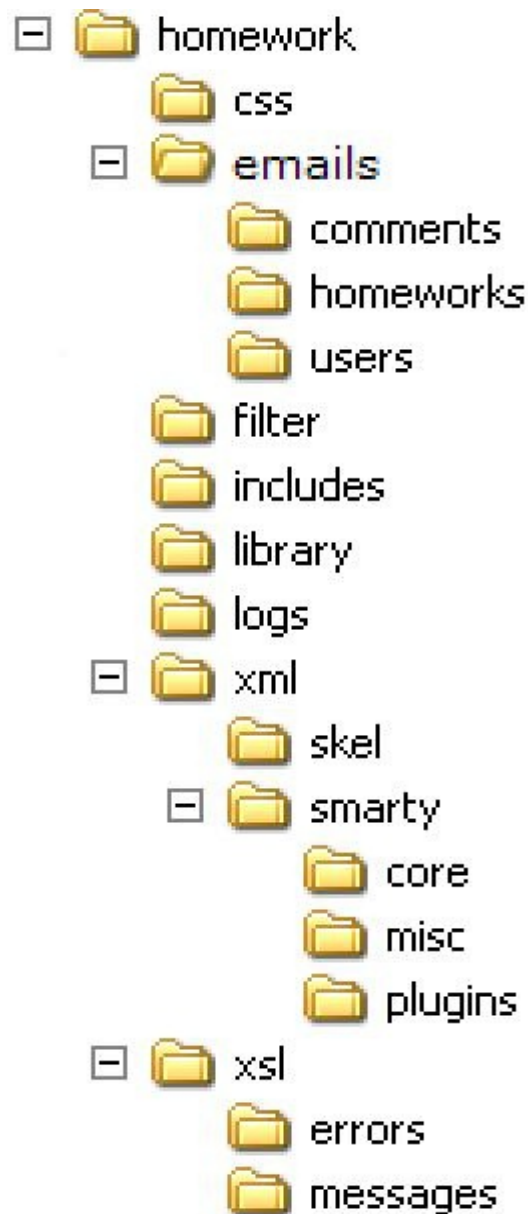 homework
css
emails
comments
homeworks
users
filter
includes
library
logs
xml
skel
smarty
core
misc
plugins
xsl
errors
messages